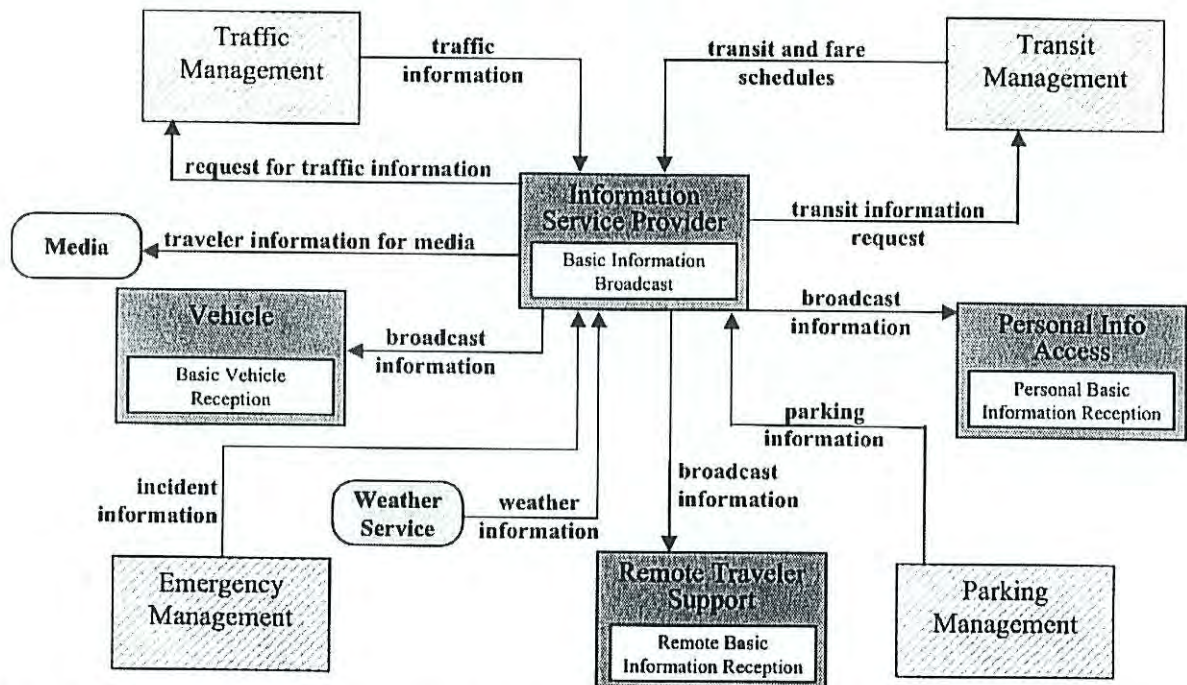 Traffic
Management
traffic
information
transit and fare
schedules
Transit
Management
request for traffic information
Information
Service Provider
Basic Information
Broadcast
transit information
request
Media
traveler information for media
Vehicle
Basic Vehicle
Reception
broadcast
information
broadcast
information
Personal Info
Access
Personal Basic
Information Reception
parking
information
incident
information
Weather
Service
weather
information
broadcast
information
Emergency
Management
Remote Traveler
Support
Remote Basic
Information Reception
Parking
Management